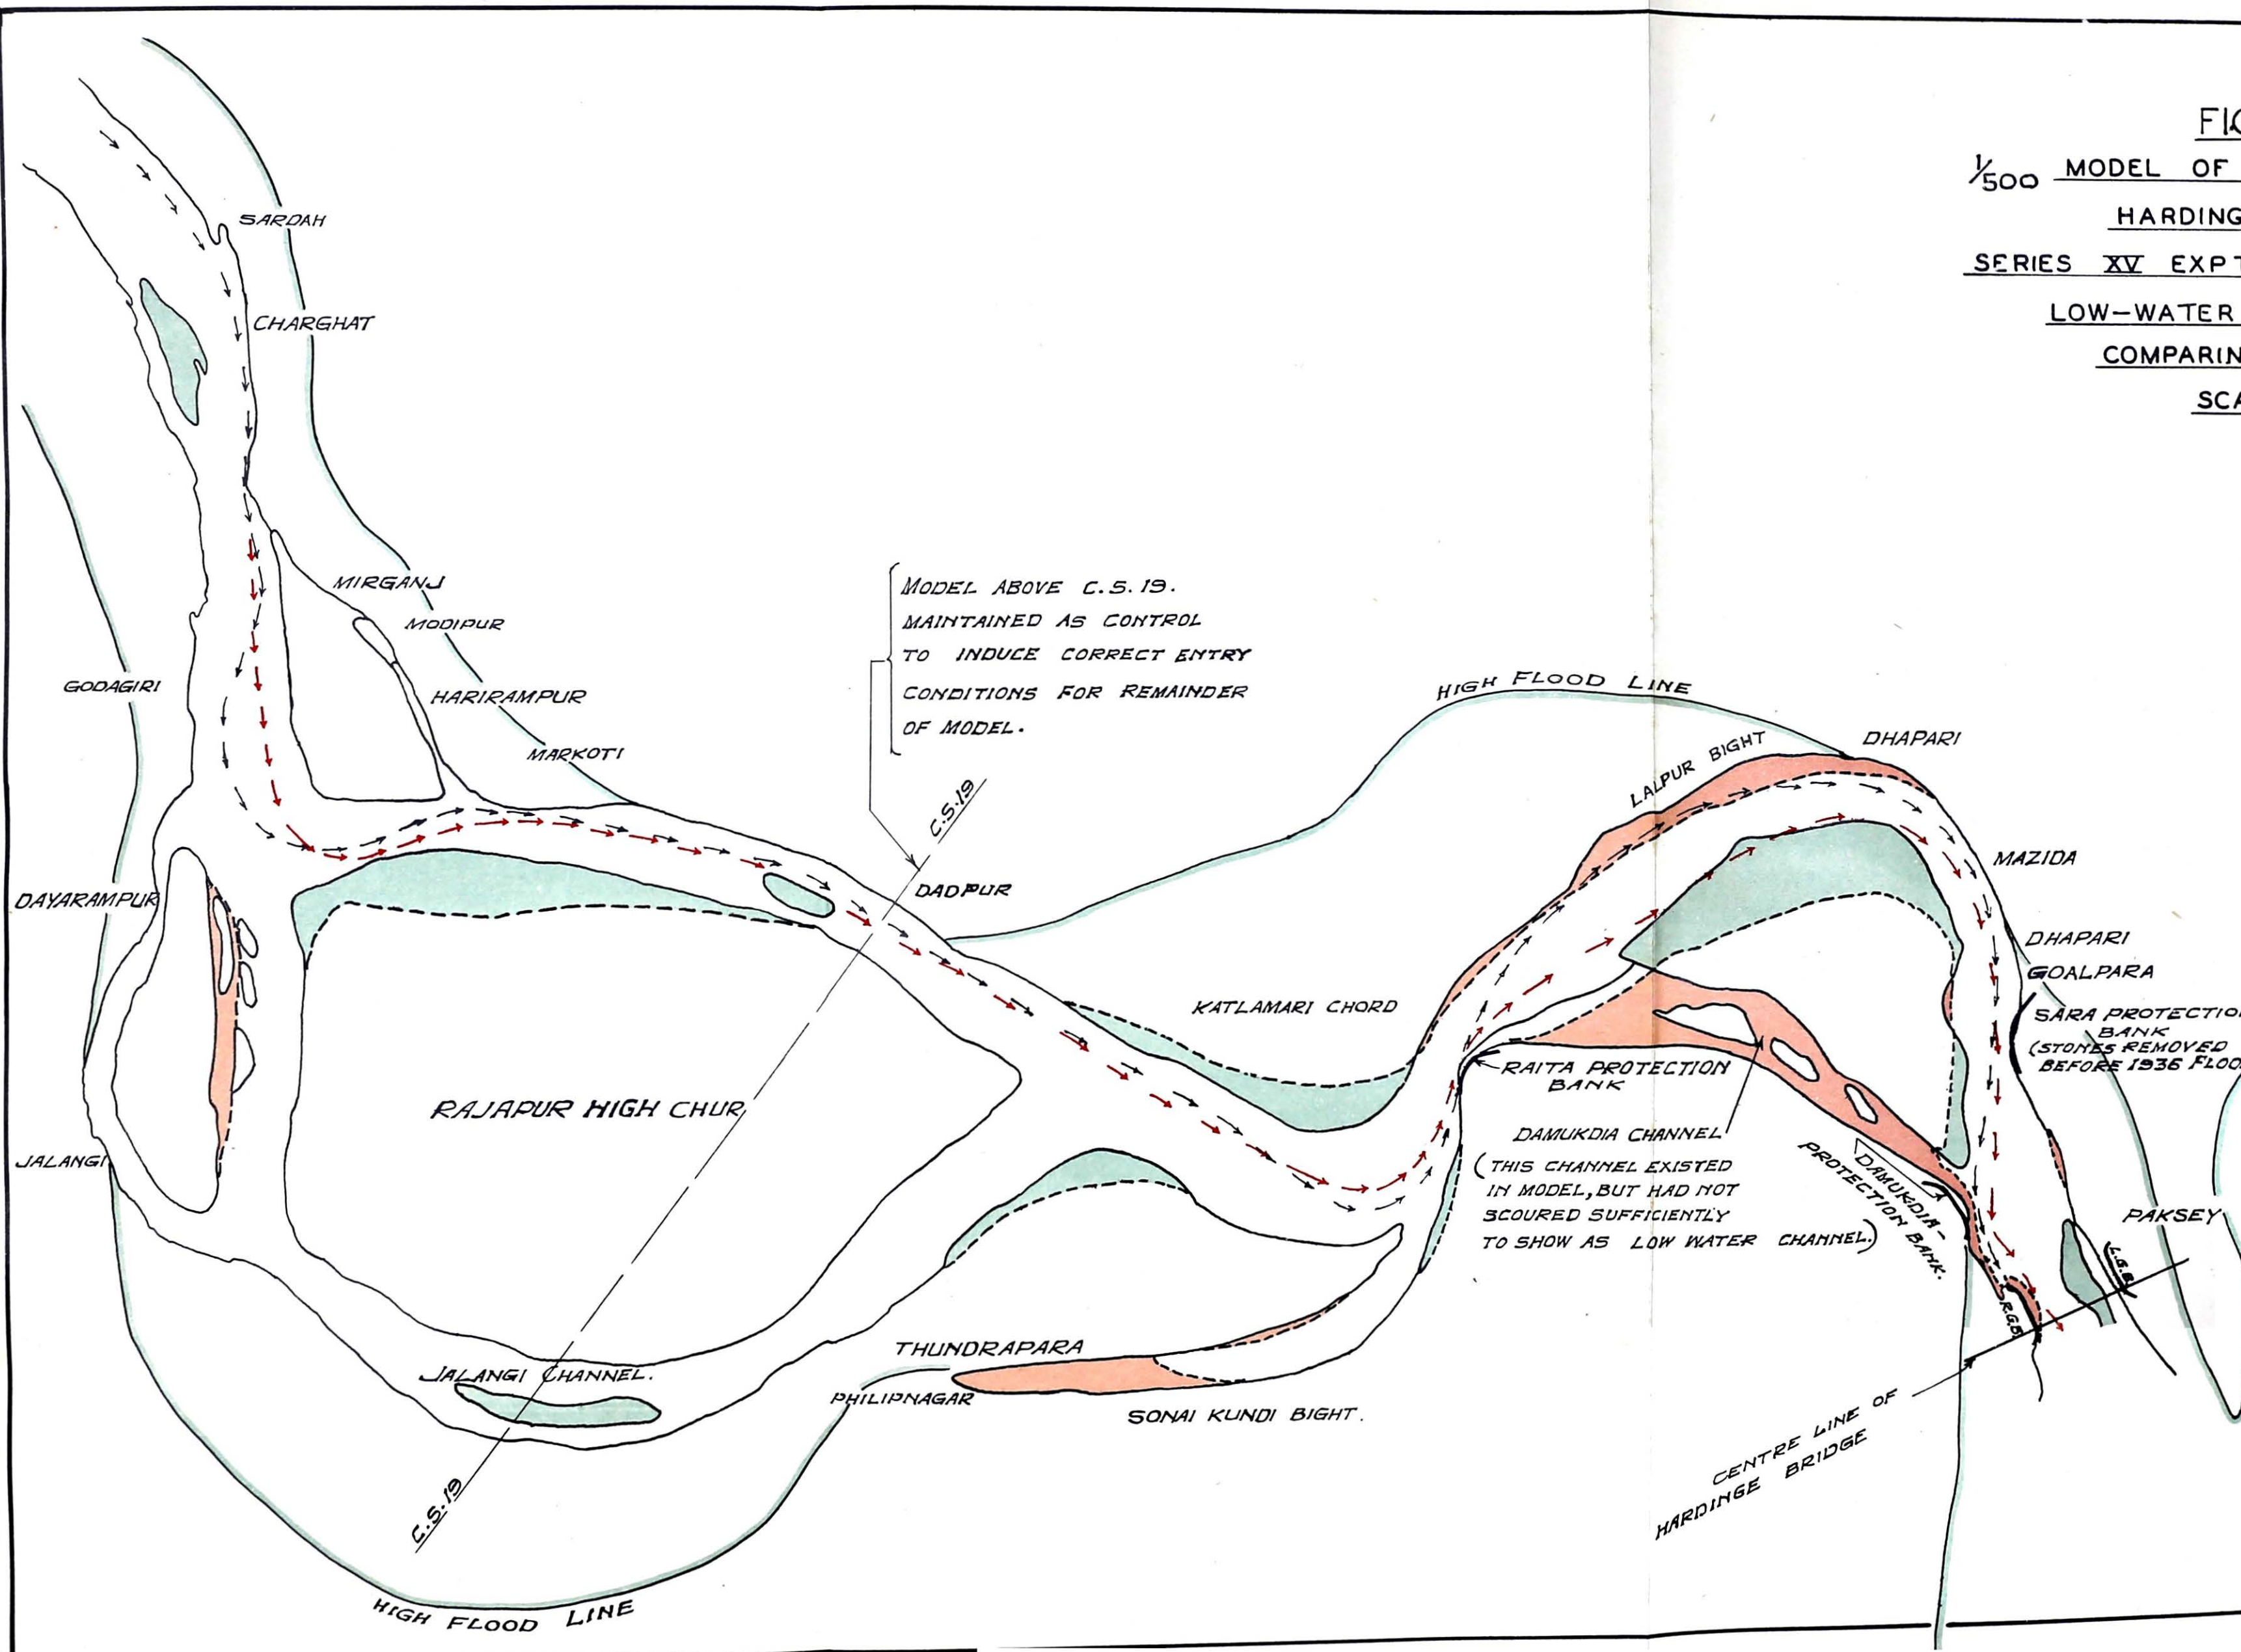 FIG
1/500 MODEL OF
HARDING
SERIES XV EXPT
LOW-WATER
COMPARIN
SCA
SARDAH
CHARGHAT
MIRGANJ
MODIPUR
GODAGIRI
HARIRAMPUR
MARKOTI
MODEL ABOVE C.S.19.
MAINTAINED AS CONTROL
TO INDUCE CORRECT ENTRY
CONDITIONS FOR REMAINDER
OF MODEL.
C.S.19
DADPUR
DAYARAMPUR
HIGH FLOOD LINE
LALPUR BIGHT
DHAPARI
MAZIDA
DHAPARI
GOALPARA
SARA PROTECTIO
BANK
(STONES REMOVED
BEFORE 1936 FLOO
KATLAMARI CHORD
RAITA PROTECTION
BANK
RAJAPUR HIGH CHUR
DAMUKDIA CHANNEL
(THIS CHANNEL EXISTED
IN MODEL, BUT HAD NOT
SCOURED SUFFICIENTLY
TO SHOW AS LOW WATER CHANNEL.)
DAMUKDIA-
PROTECTION BANK.
JALANGI
PAKSEY
L.G.B.
R.G.B.
THUNDRAPARA
JALANGI CHANNEL.
PHILIPNAGAR
SONAI KUNDI BIGHT.
CENTRE LINE OF
HARDINGE BRIDGE
C.S.19
HIGH FLOOD LINE